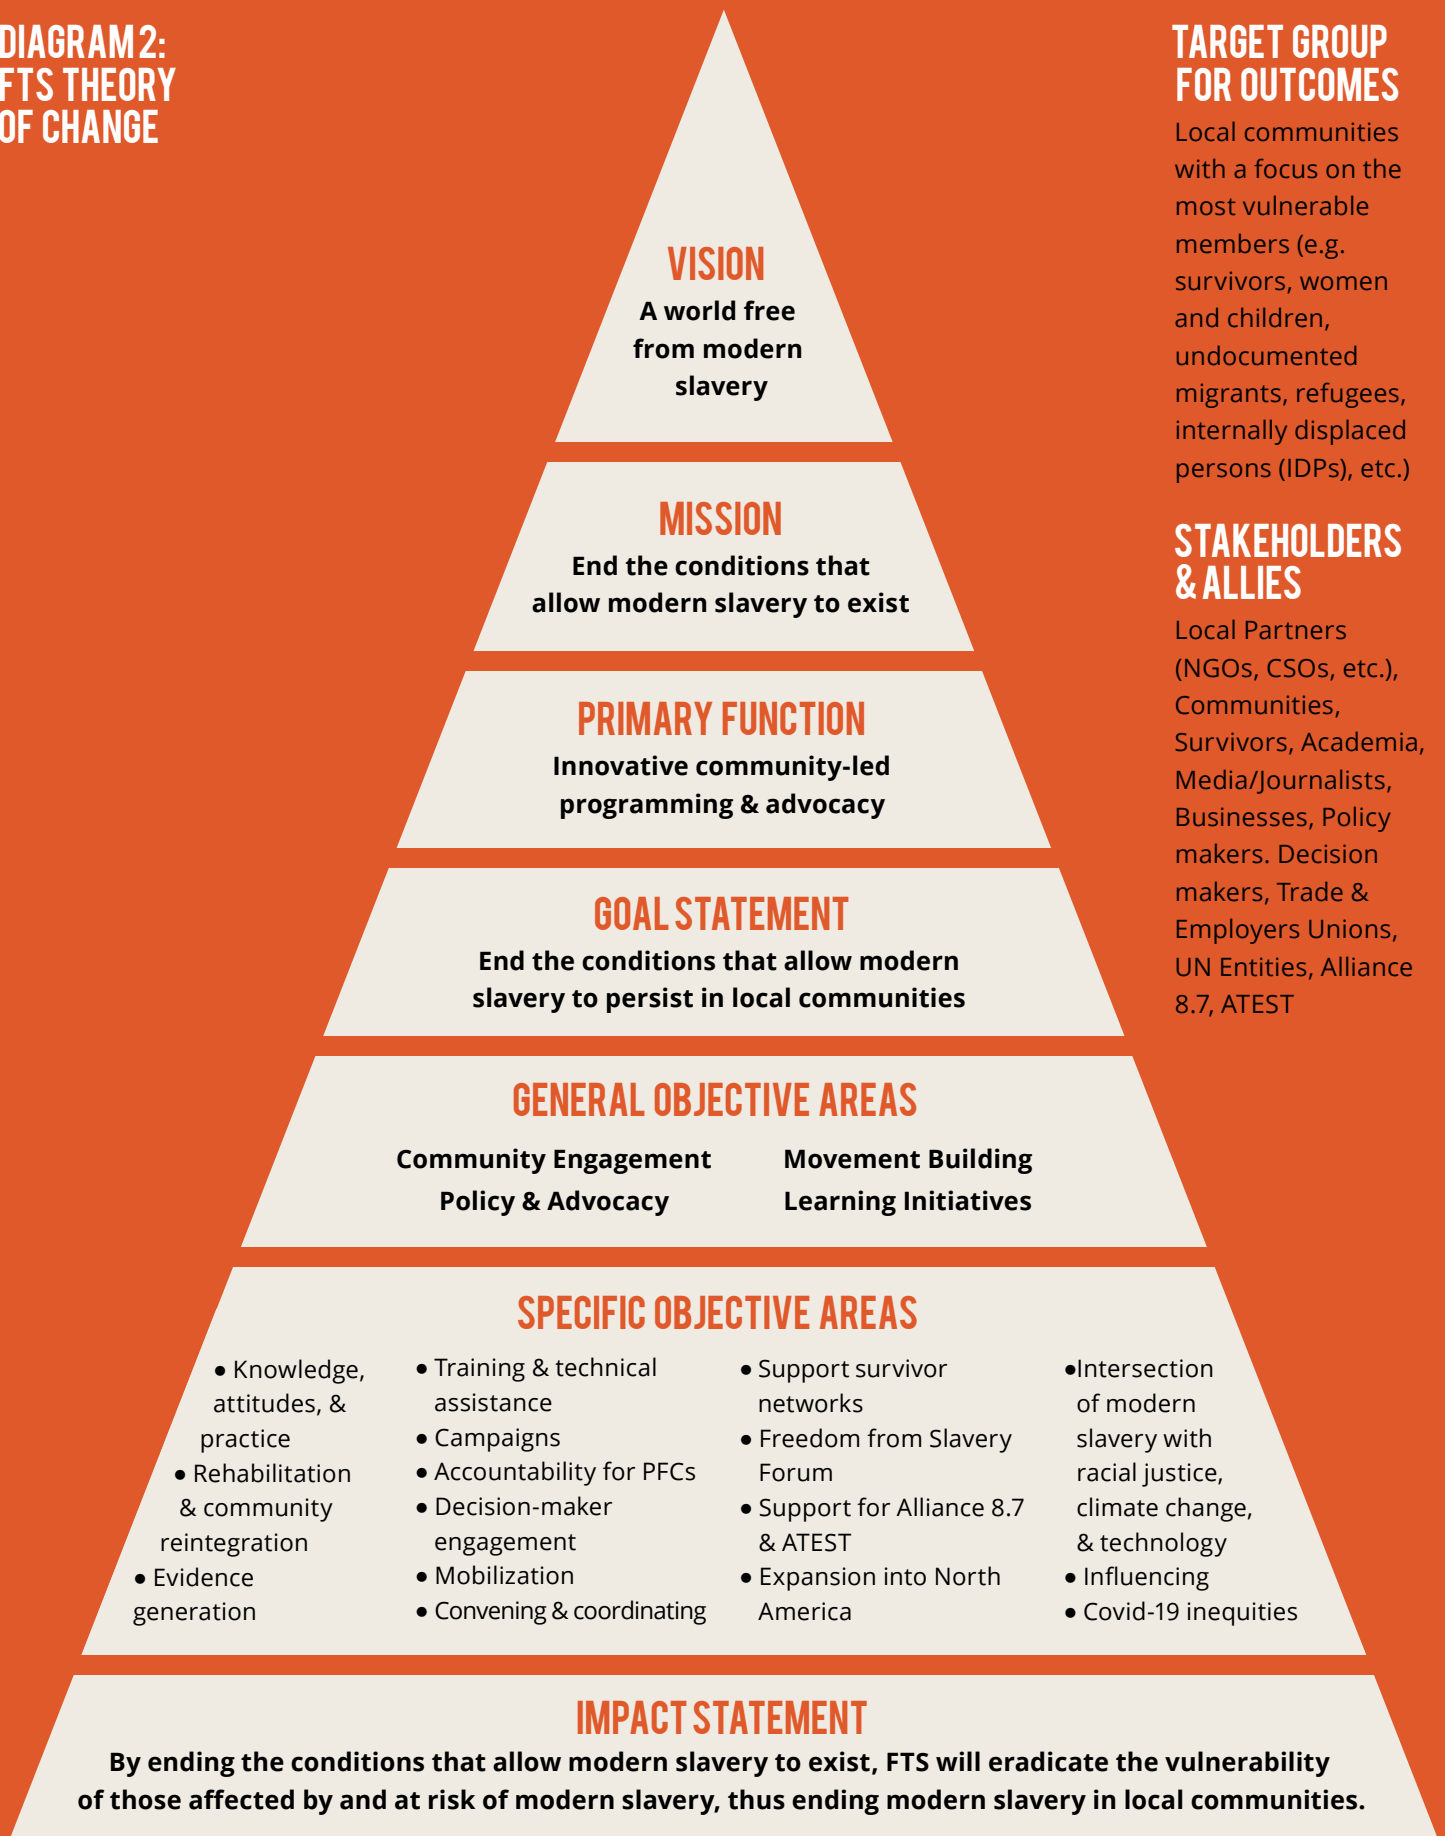 DIAGRAM 2:
FTS THEORY
OF CHANGE
VISION
A world free
from modern
slavery
MISSION
End the conditions that
allow modern slavery to exist
PRIMARY FUNCTION
Innovative community-led
programming & advocacy
GOAL STATEMENT
End the conditions that allow modern
slavery to persist in local communities
GENERAL OBJECTIVE AREAS
Community Engagement
Policy & Advocacy
Movement Building
Learning Initiatives
SPECIFIC OBJECTIVE AREAS
● Knowledge,
attitudes, &
practice
● Rehabilitation
& community
reintegration
● Evidence
generation
● Training & technical
assistance
● Campaigns
● Accountability for PFCs
● Decision-maker
engagement
● Mobilization
● Convening & coordinating
● Support survivor
networks
● Freedom from Slavery
Forum
● Support for Alliance 8.7
& ATEST
● Expansion into North
America
●Intersection
of modern
slavery with
racial justice,
climate change,
& technology
● Influencing
● Covid-19 inequities
IMPACT STATEMENT
By ending the conditions that allow modern slavery to exist, FTS will eradicate the vulnerability
of those affected by and at risk of modern slavery, thus ending modern slavery in local communities.
TARGET GROUP
FOR OUTCOMES
Local communities
with a focus on the
most vulnerable
members (e.g.
survivors, women
and children,
undocumented
migrants, refugees,
internally displaced
persons (IDPs), etc.)
STAKEHOLDERS
& ALLIES
Local Partners
(NGOs, CSOs, etc.),
Communities,
Survivors, Academia,
Media/Journalists,
Businesses, Policy
makers. Decision
makers, Trade &
Employers Unions,
UN Entities, Alliance
8.7, ATEST